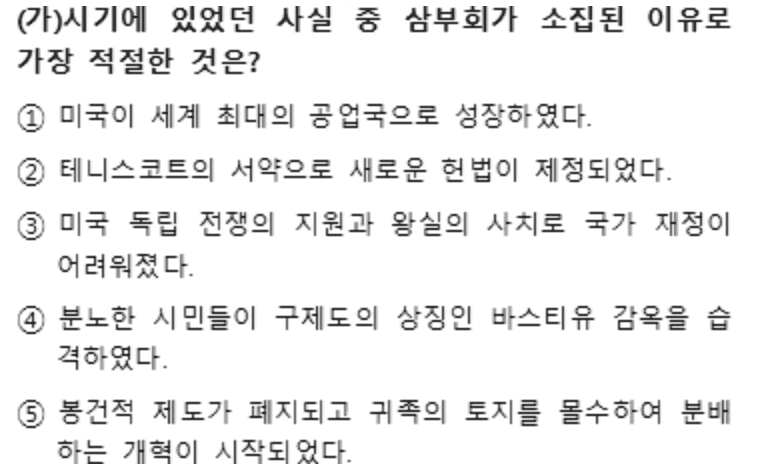 (가)시기에 있었던 사실 중 삼부회가 소집된 이유로
가장 적절한 것은?
① 미국이 세계 최대의 공업국으로 성장하였다.
② 테니스코트의 서약으로 새로운 헌법이 제정되었다.
③ 미국 독립 전쟁의 지원과 왕실의 사치로 국가 재정이
어려워졌다.
④ 분노한 시민들이 구제도의 상징인 바스티유 감옥을 습
격하였다.
⑤ 봉건적 제도가 폐지되고 귀족의 토지를 몰수하여 분배
하는 개혁이 시작되었다.